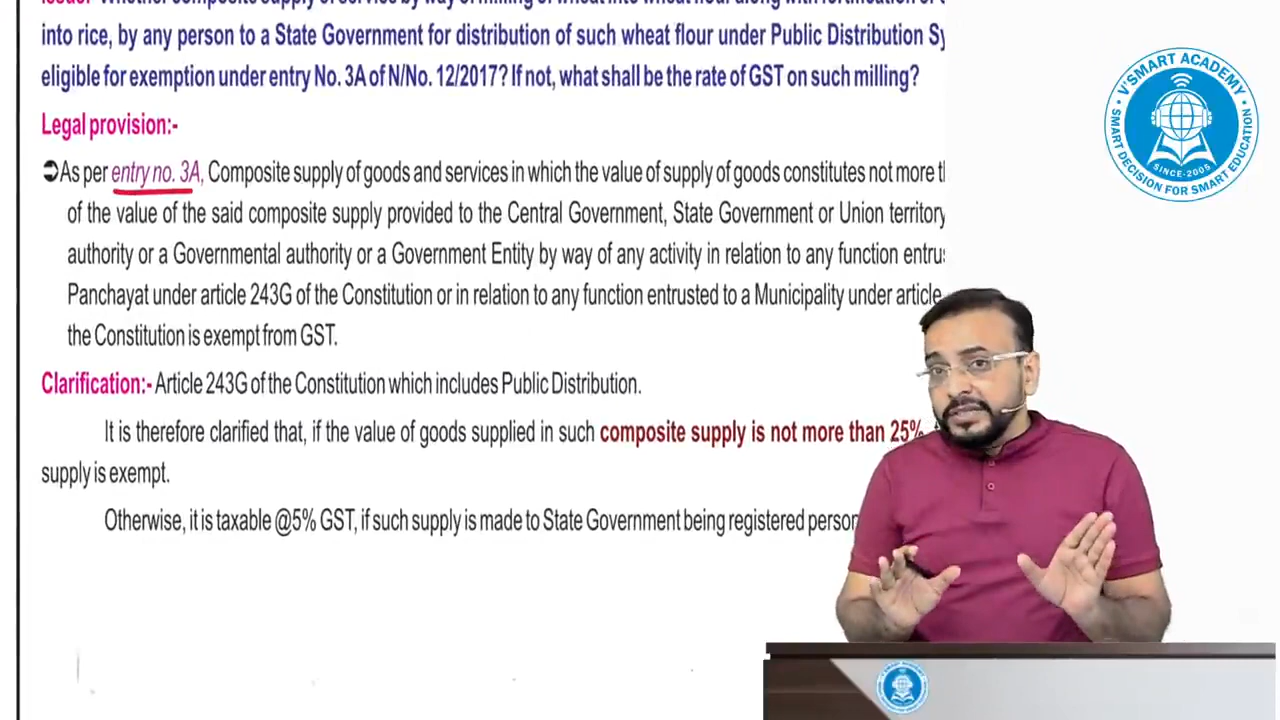 into rice, by any person to a State Government for distribution of such wheat flour under Public Distribution
eligible for exemption under entry No. 3A of N/No. 12/2017? If not, what shall be the rate of GST on such milling?
Legal provision:-
➲As per entry no. 3A, Composite supply of goods and services in which the value of supply of goods constitutes not more
of the value of the said composite supply provided to the Central Government, State Government or Union territory
authority or a Governmental authority or a Government Entity by way of any activity in relation to any function
Panchayat under article 243G of the Constitution or in relation to any function entrusted to a Municipality under article
the Constitution is exempt from GST.
Clarification:- Article 243G of the Constitution which includes Public Distribution.
It is therefore clarified that, if the value of goods supplied in such composite supply is not more than 25%
supply is exempt.
Otherwise, it is taxable @5% GST, if such supply is made to State Government being registered person
V'SMART ACADEMY
SINCE-2005
SMART DECISION FOR SMART EDUCATION